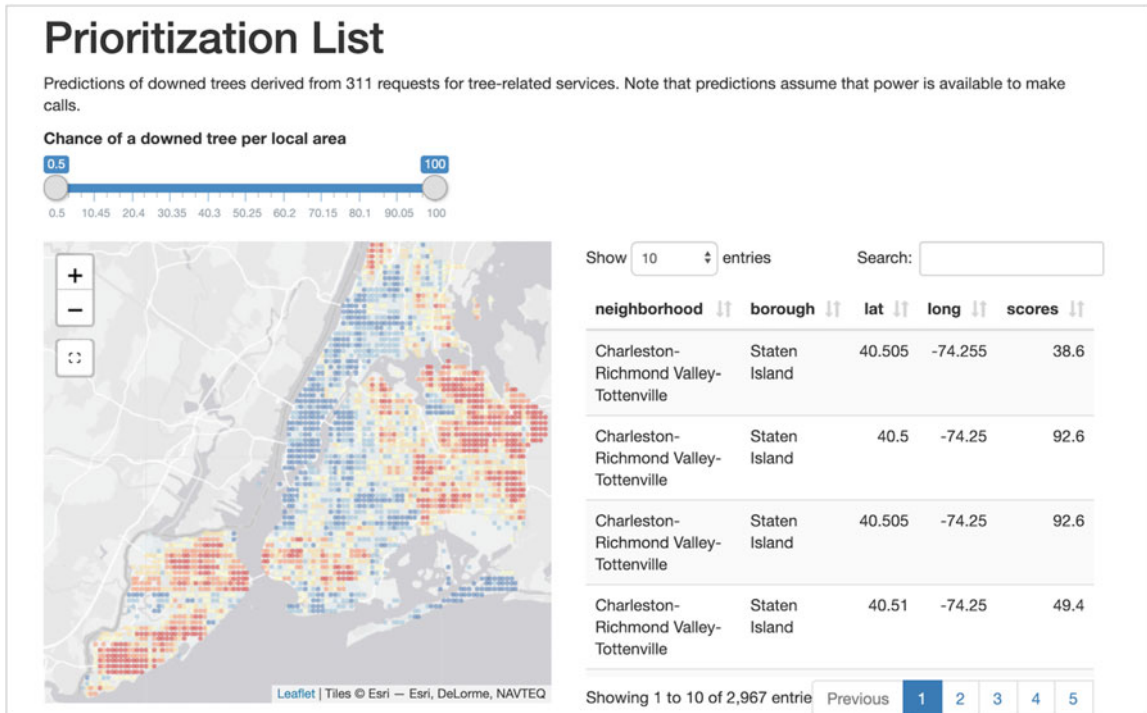 Prioritization List
Predictions of downed trees derived from 311 requests for tree-related services. Note that predictions assume that power is available to make
calls.
Chance of a downed tree per local area
0.5 100
0.5 10.45 20.4 30.35 40.3 50.25 60.2 70.15 80.1 90.05 100
+
−
Leaflet | Tiles © Esri — Esri, DeLorme, NAVTEQ
Show 10 entries Search:
neighborhood borough lat long scores
Charleston- Staten 40.505 -74.255 38.6
Richmond Valley- Island
Tottenville
Charleston- Staten 40.5 -74.25 92.6
Richmond Valley- Island
Tottenville
Charleston- Staten 40.505 -74.25 92.6
Richmond Valley- Island
Tottenville
Charleston- Staten 40.51 -74.25 49.4
Richmond Valley- Island
Tottenville
Showing 1 to 10 of 2,967 entrie Previous 1 2 3 4 5